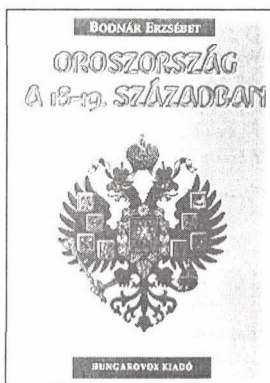 BODNÁR ERZSÉBET
OROSZORSZÁG
A 18-19. SZÁZADBAN
HUNGAROVOX KIADÓ